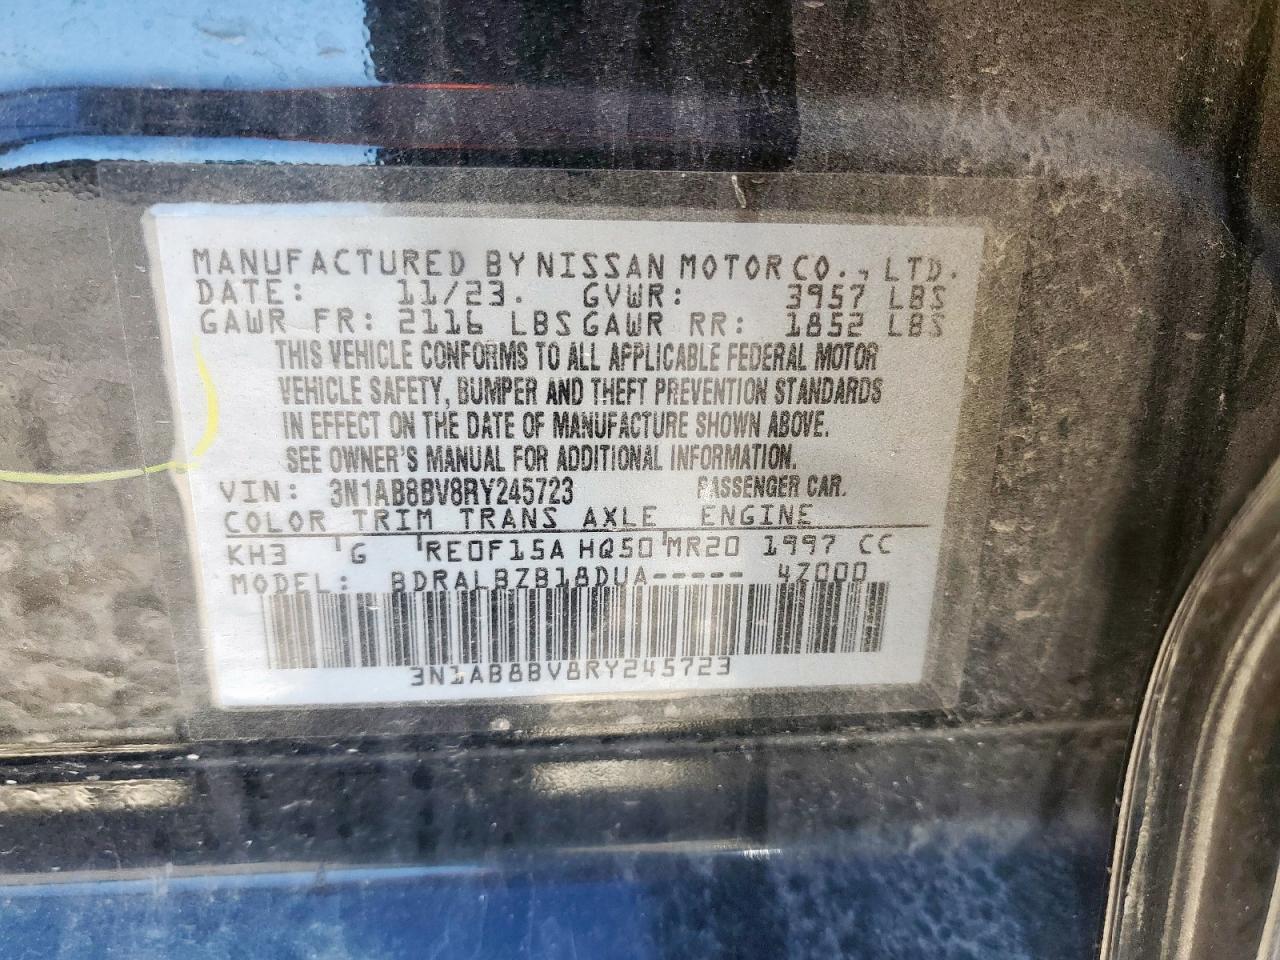 MANUFACTURED BY NISSAN MOTOR CO., LTD.
DATE: 11/23. GVWR: 3957 LBS
GAWR FR: 2116 LBS GAWR RR: 1852 LBS
THIS VEHICLE CONFORMS TO ALL APPLICABLE FEDERAL MOTOR
VEHICLE SAFETY, BUMPER AND THEFT PREVENTION STANDARDS
IN EFFECT ON THE DATE OF MANUFACTURE SHOWN ABOVE.
SEE OWNER'S MANUAL FOR ADDITIONAL INFORMATION.
VIN: 3N1AB8BV8RY245723 PASSENGER CAR.
COLOR TRIM TRANS AXLE ENGINE
KH3 G RE0F15A HQ50 MR20 1997 CC
MODEL: BDRALBZB18DUA----- 4Z000
3N1AB8BV8RY245723